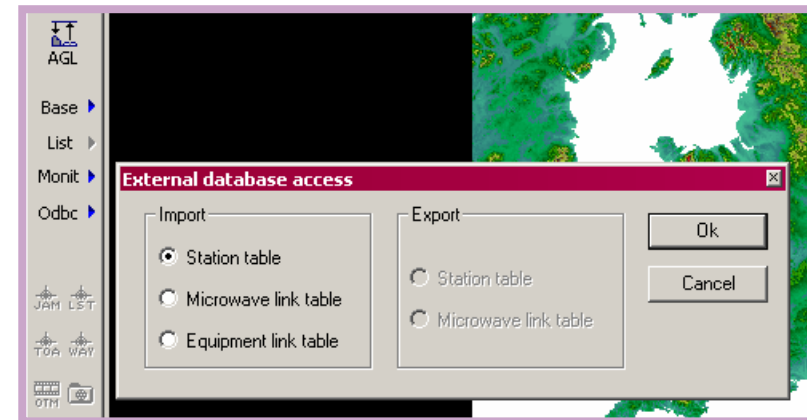 AGL
Base
List
Monit
Odbc
JAM LST
TOA WAY
OTM
External database access
Import
Station table
Microwave link table
Equipment link table
Export
Station table
Microwave link table
Ok
Cancel